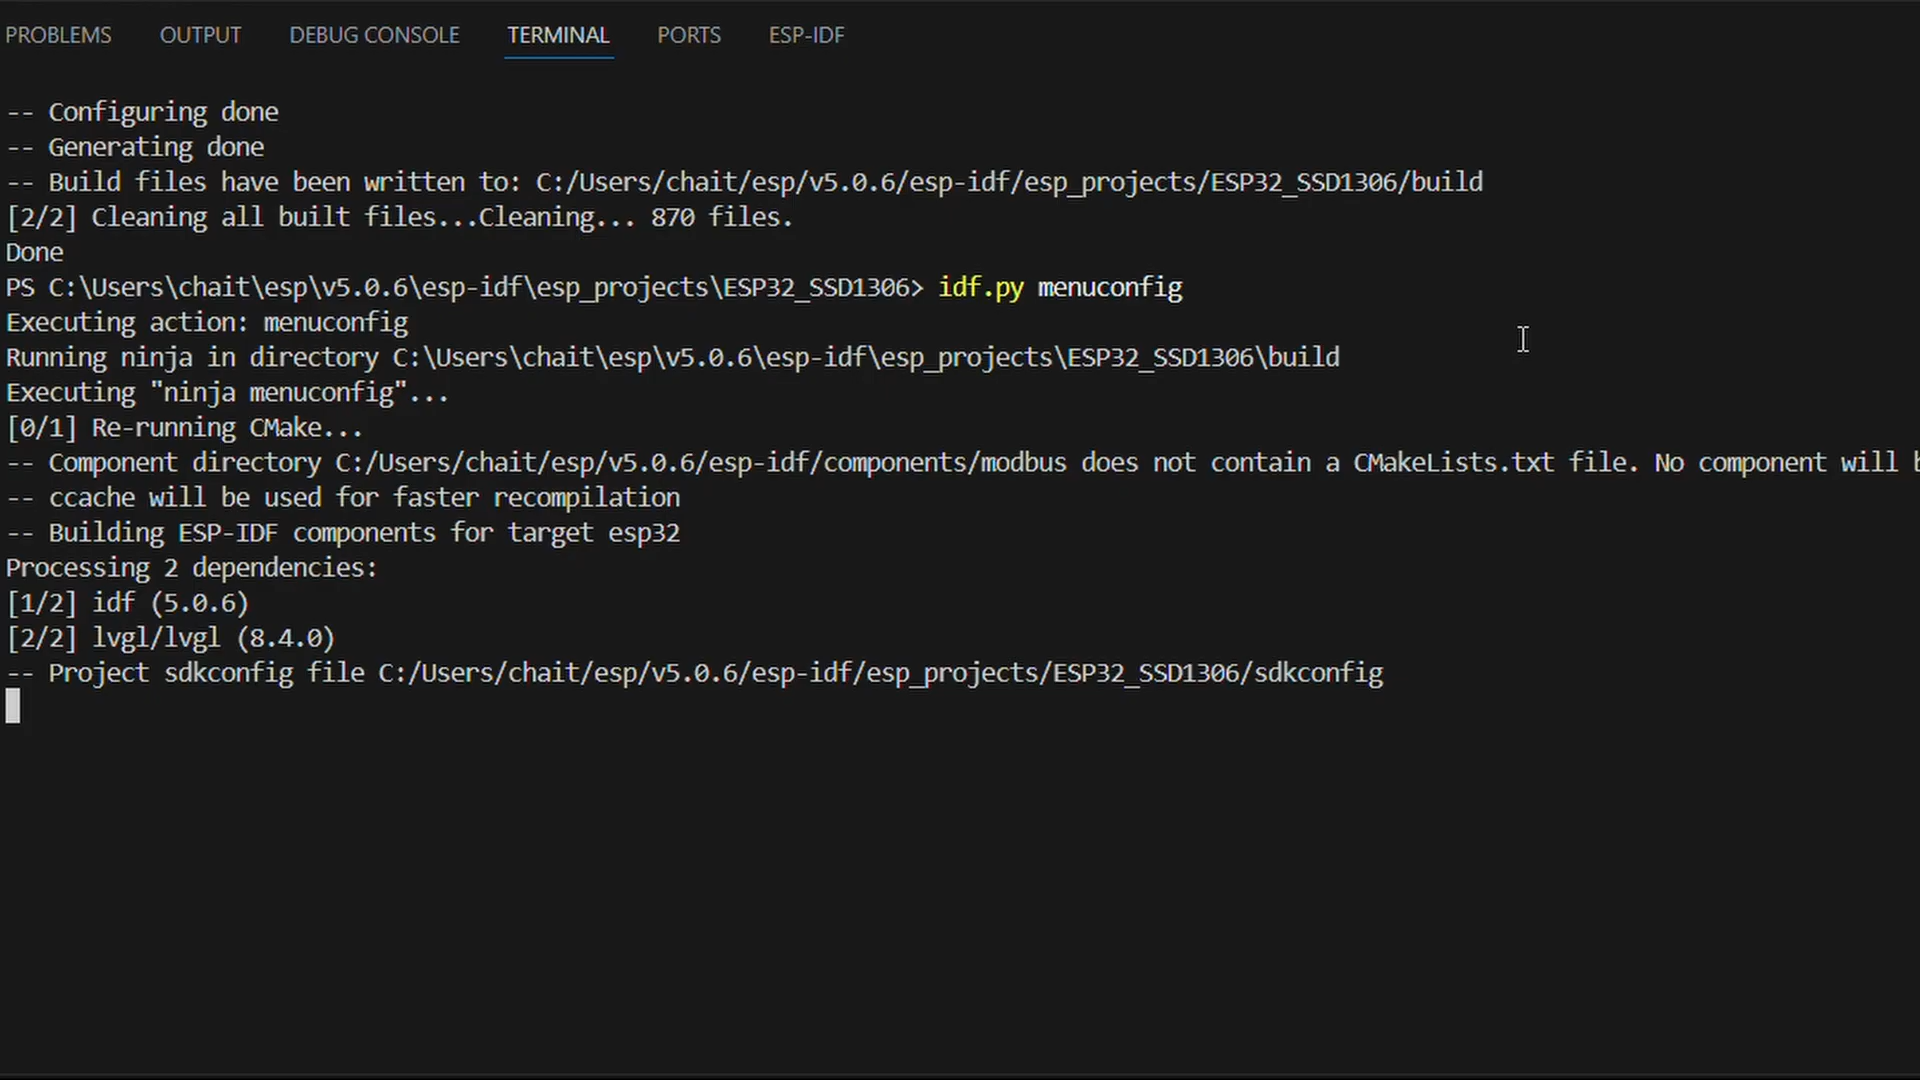 PROBLEMS OUTPUT DEBUG CONSOLE TERMINAL PORTS ESP-IDF
-- Configuring done
-- Generating done
-- Build files have been written to: C:/Users/chait/esp/v5.0.6/esp-idf/esp_projects/ESP32_SSD1306/build
[2/2] Cleaning all built files...Cleaning... 870 files.
Done
PS C:\Users\chait\esp\v5.0.6\esp-idf\esp_projects\ESP32_SSD1306> idf.py menuconfig
Executing action: menuconfig
Running ninja in directory C:\Users\chait\esp\v5.0.6\esp-idf\esp_projects\ESP32_SSD1306\build
Executing "ninja menuconfig"...
[0/1] Re-running CMake...
-- Component directory C:/Users/chait/esp/v5.0.6/esp-idf/components/modbus does not contain a CMakeLists.txt file. No component will
-- ccache will be used for faster recompilation
-- Building ESP-IDF components for target esp32
Processing 2 dependencies:
[1/2] idf (5.0.6)
[2/2] lvgl/lvgl (8.4.0)
-- Project sdkconfig file C:/Users/chait/esp/v5.0.6/esp-idf/esp_projects/ESP32_SSD1306/sdkconfig